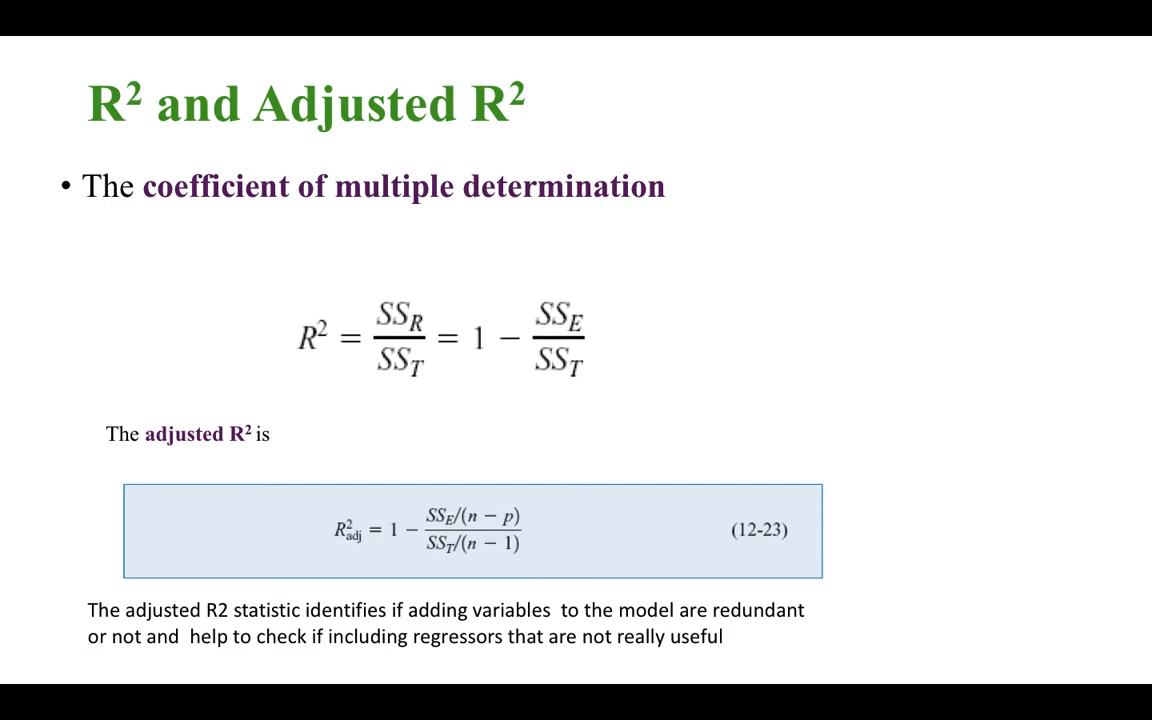 R² and Adjusted R²
• The coefficient of multiple determination
R² = SS_R / SS_T = 1 − SS_E / SS_T
The adjusted R² is
R²_adj = 1 − SS_E/(n − p) / SS_T/(n − 1) (12-23)
The adjusted R2 statistic identifies if adding variables to the model are redundant
or not and help to check if including regressors that are not really useful